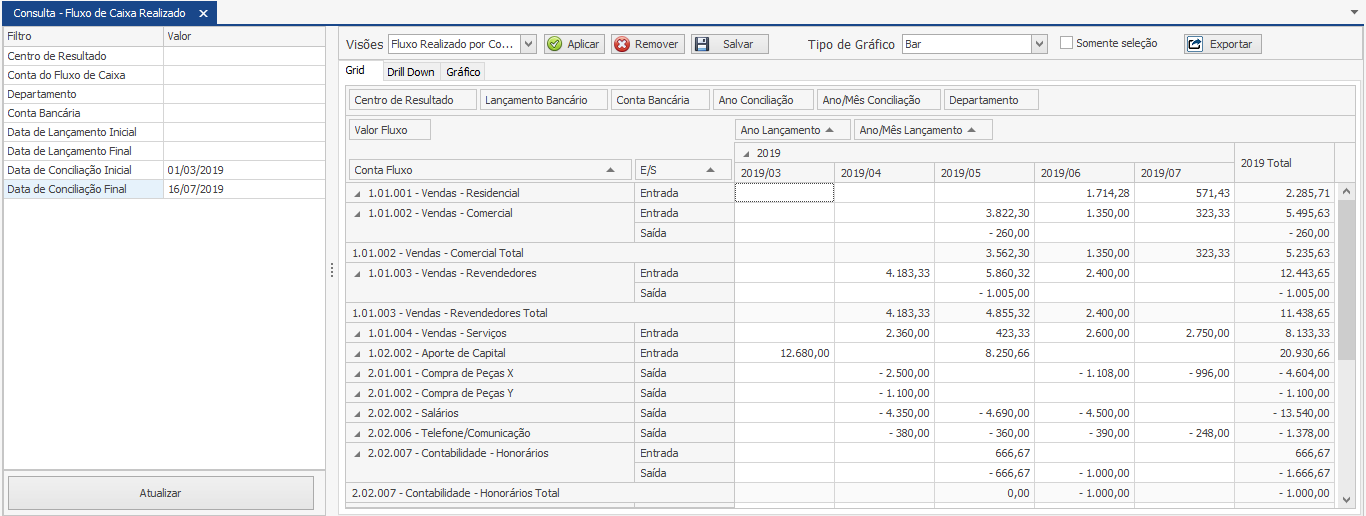 Consulta - Fluxo de Caixa Realizado
Filtro Valor
Centro de Resultado
Conta do Fluxo de Caixa
Departamento
Conta Bancária
Data de Lançamento Inicial
Data de Lançamento Final
Data de Conciliação Inicial 01/03/2019
Data de Conciliação Final 16/07/2019
Atualizar
Visões Fluxo Realizado por Co... Aplicar Remover Salvar Tipo de Gráfico Bar Somente seleção Exportar
Grid Drill Down Gráfico
Centro de Resultado Lançamento Bancário Conta Bancária Ano Conciliação Ano/Mês Conciliação Departamento
Valor Fluxo Ano Lançamento Ano/Mês Lançamento
2019 2019 Total
Conta Fluxo E/S 2019/03 2019/04 2019/05 2019/06 2019/07
1.01.001 - Vendas - Residencial Entrada 1.714,28 571,43 2.285,71
1.01.002 - Vendas - Comercial Entrada 3.822,30 1.350,00 323,33 5.495,63
Saída - 260,00 - 260,00
1.01.002 - Vendas - Comercial Total 3.562,30 1.350,00 323,33 5.235,63
1.01.003 - Vendas - Revendedores Entrada 4.183,33 5.860,32 2.400,00 12.443,65
Saída - 1.005,00 - 1.005,00
1.01.003 - Vendas - Revendedores Total 4.183,33 4.855,32 2.400,00 11.438,65
1.01.004 - Vendas - Serviços Entrada 2.360,00 423,33 2.600,00 2.750,00 8.133,33
1.02.002 - Aporte de Capital Entrada 12.680,00 8.250,66 20.930,66
2.01.001 - Compra de Peças X Saída - 2.500,00 - 1.108,00 - 996,00 - 4.604,00
2.01.002 - Compra de Peças Y Saída - 1.100,00 - 1.100,00
2.02.002 - Salários Saída - 4.350,00 - 4.690,00 - 4.500,00 - 13.540,00
2.02.006 - Telefone/Comunicação Saída - 380,00 - 360,00 - 390,00 - 248,00 - 1.378,00
2.02.007 - Contabilidade - Honorários Entrada 666,67 666,67
Saída - 666,67 - 1.000,00 - 1.666,67
2.02.007 - Contabilidade - Honorários Total 0,00 - 1.000,00 - 1.000,00